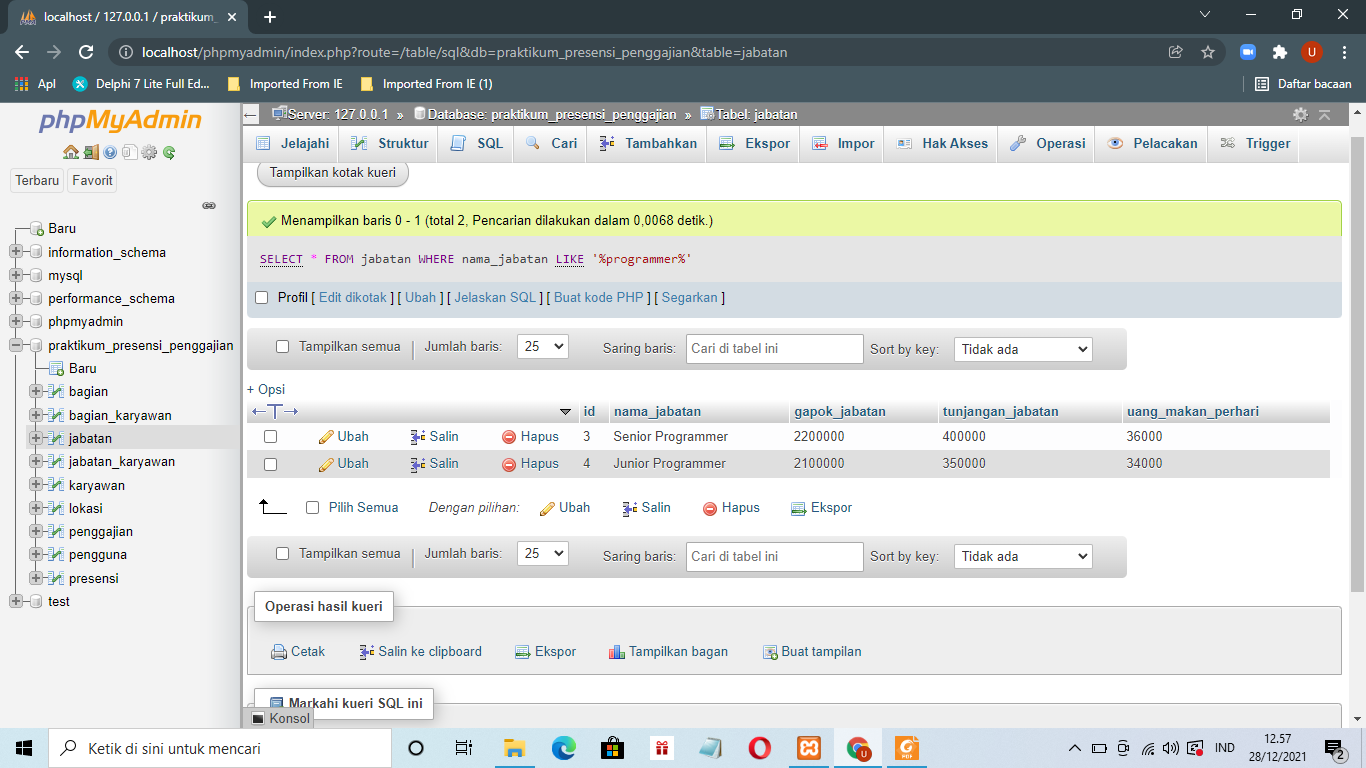 localhost / 127.0.0.1 / praktikum_
localhost/phpmyadmin/index.php?route=/table/sql&db=praktikum_presensi_penggajian&table=jabatan
U
Apl Delphi 7 Lite Full Ed... Imported From IE Imported From IE (1) Daftar bacaan
phpMyAdmin
Terbaru Favorit
Baru
information_schema
mysql
performance_schema
phpmyadmin
praktikum_presensi_penggajian
Baru
bagian
bagian_karyawan
jabatan
jabatan_karyawan
karyawan
lokasi
penggajian
pengguna
presensi
test
Server: 127.0.0.1 » Database: praktikum_presensi_penggajian » Tabel: jabatan
Jelajahi Struktur SQL Cari Tambahkan Ekspor Impor Hak Akses Operasi Pelacakan Trigger
Tampilkan kotak kueri
Menampilkan baris 0 - 1 (total 2, Pencarian dilakukan dalam 0,0068 detik.)
SELECT * FROM jabatan WHERE nama_jabatan LIKE '%programmer%'
Profil [ Edit dikotak ] [ Ubah ] [ Jelaskan SQL ] [ Buat kode PHP ] [ Segarkan ]
Tampilkan semua Jumlah baris: 25 Saring baris: Cari di tabel ini Sort by key: Tidak ada
+ Opsi
id nama_jabatan gapok_jabatan tunjangan_jabatan uang_makan_perhari
Ubah Salin Hapus 3 Senior Programmer 2200000 400000 36000
Ubah Salin Hapus 4 Junior Programmer 2100000 350000 34000
Pilih Semua Dengan pilihan: Ubah Salin Hapus Ekspor
Tampilkan semua Jumlah baris: 25 Saring baris: Cari di tabel ini Sort by key: Tidak ada
Operasi hasil kueri
Cetak Salin ke clipboard Ekspor Tampilkan bagan Buat tampilan
Markahi kueri SQL ini
Konsol
Ketik di sini untuk mencari
U
PDF
IND
12.57
28/12/2021
2